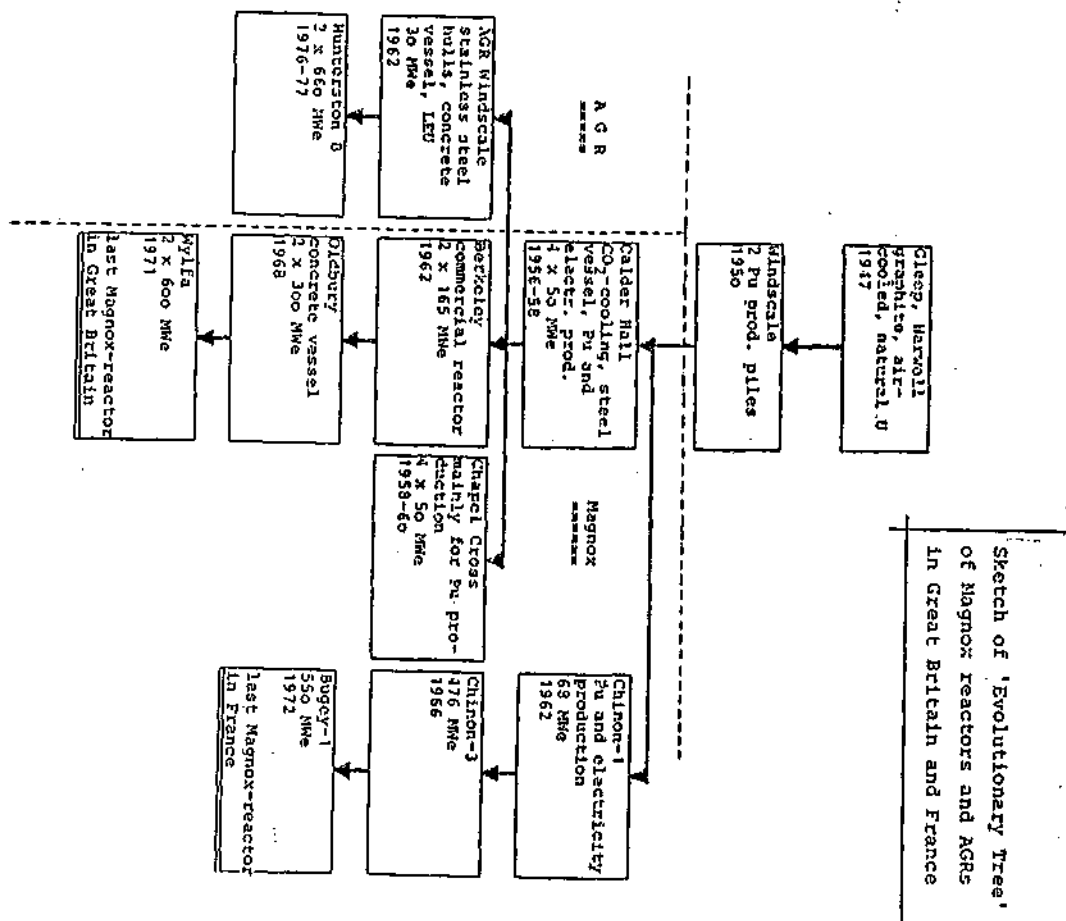 Sketch of 'Evolutionary Tree'
of Magnox reactors and AGRs
in Great Britain and France
Gleep, Harwell
graphite, air-
cooled, natural U
1947
Windscale
2 Pu prod. piles
1950
A G R
Magnox
Calder Hall
CO2-cooling, steel
vessel, Pu and
electr. prod.
4 x 50 MWe
1956-58
Chinon-1
Pu and electricity
production
68 MWe
1962
AGR Windscale
stainless steel
hulls, concrete
vessel, LEU
30 MWe
1962
Berkeley
commercial reactor
2 x 165 MWe
1962
Chapel Cross
mainly for Pu pro-
duction
4 x 50 MWe
1958-60
Chinon-3
476 MWe
1966
Hunterston B
2 x 660 MWe
1976-77
Oldbury
concrete vessel
2 x 300 MWe
1968
Bugey-1
550 MWe
1972
last Magnox-reactor
in France
Wylfa
2 x 600 MWe
1971
last Magnox-reactor
in Great Britain